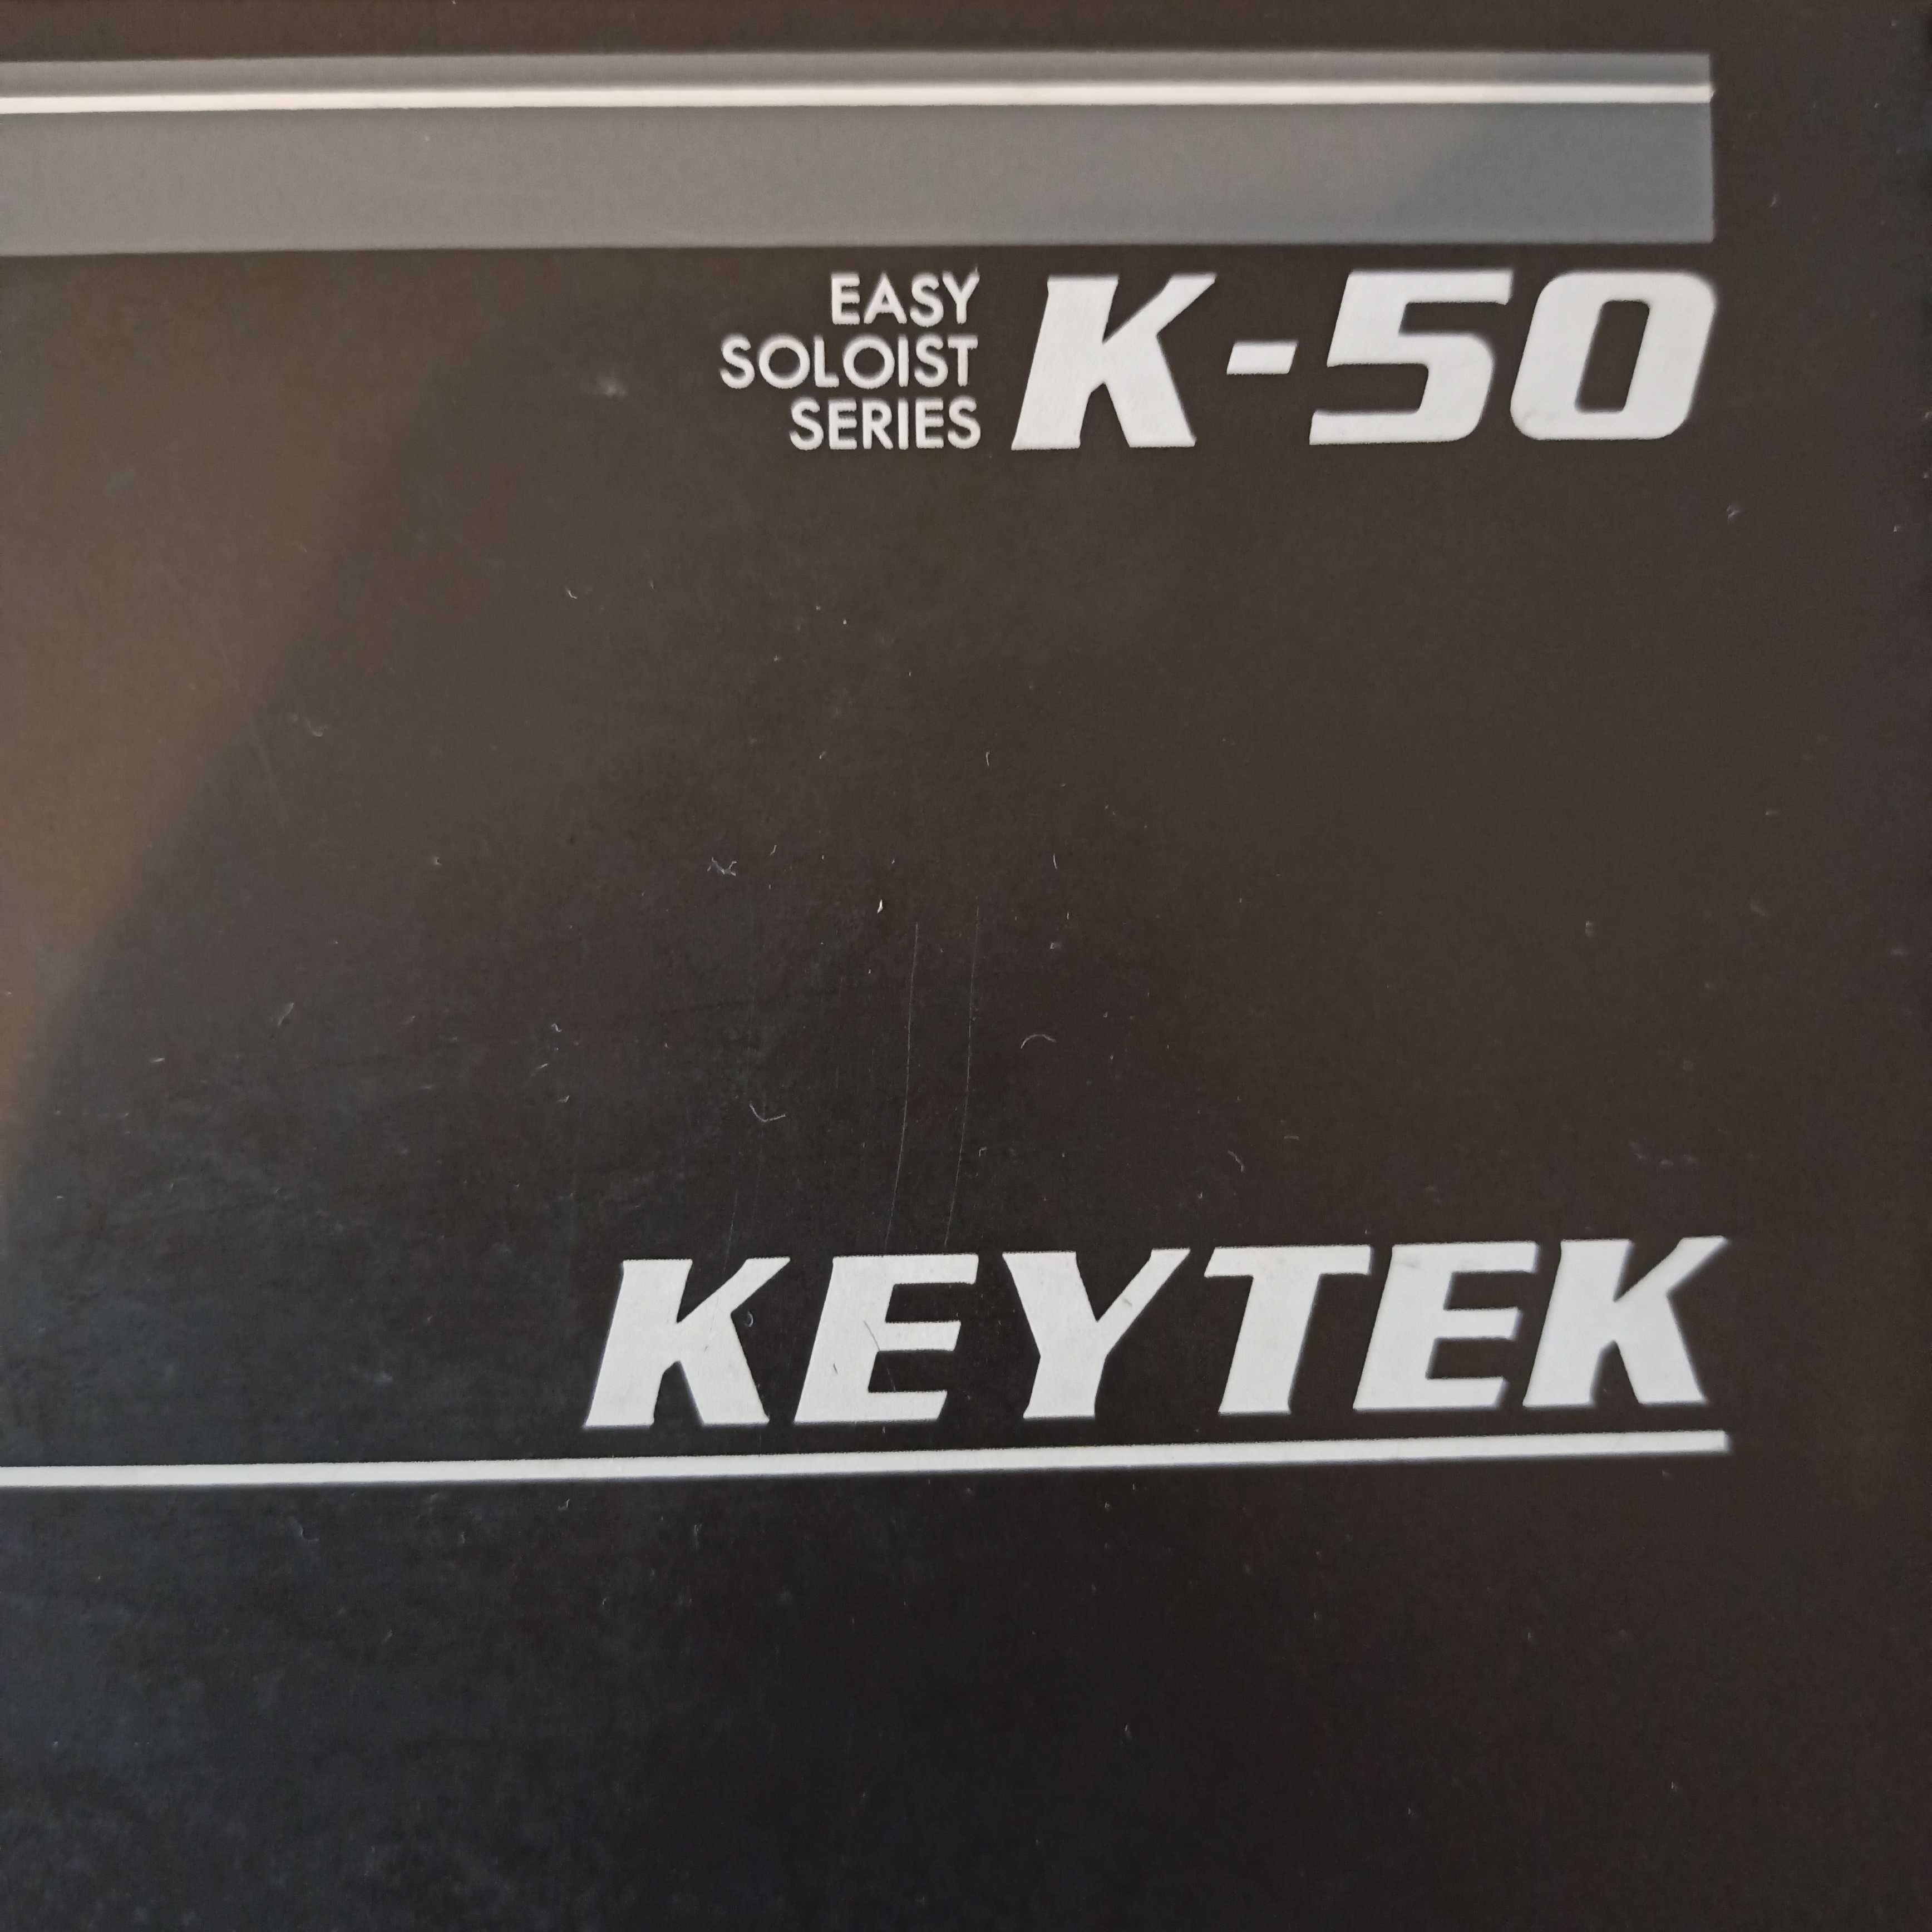 EASY
SOLOIST
SERIES
K-50
KEYTEK